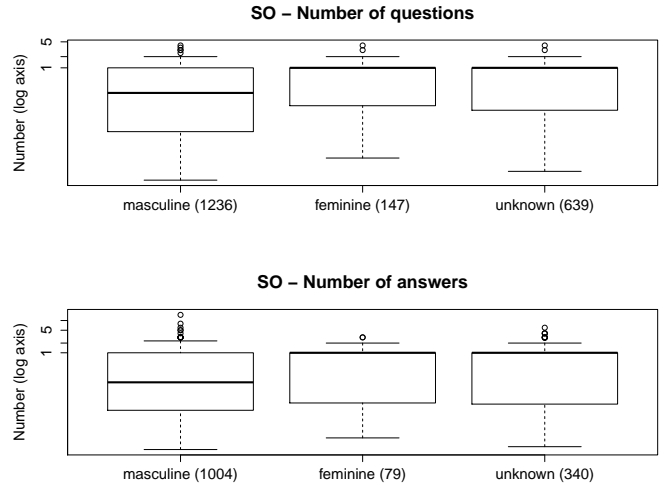 SO – Number of questions
Number (log axis)
5
1
masculine (1236) feminine (147) unknown (639)
SO – Number of answers
Number (log axis)
5
1
masculine (1004) feminine (79) unknown (340)